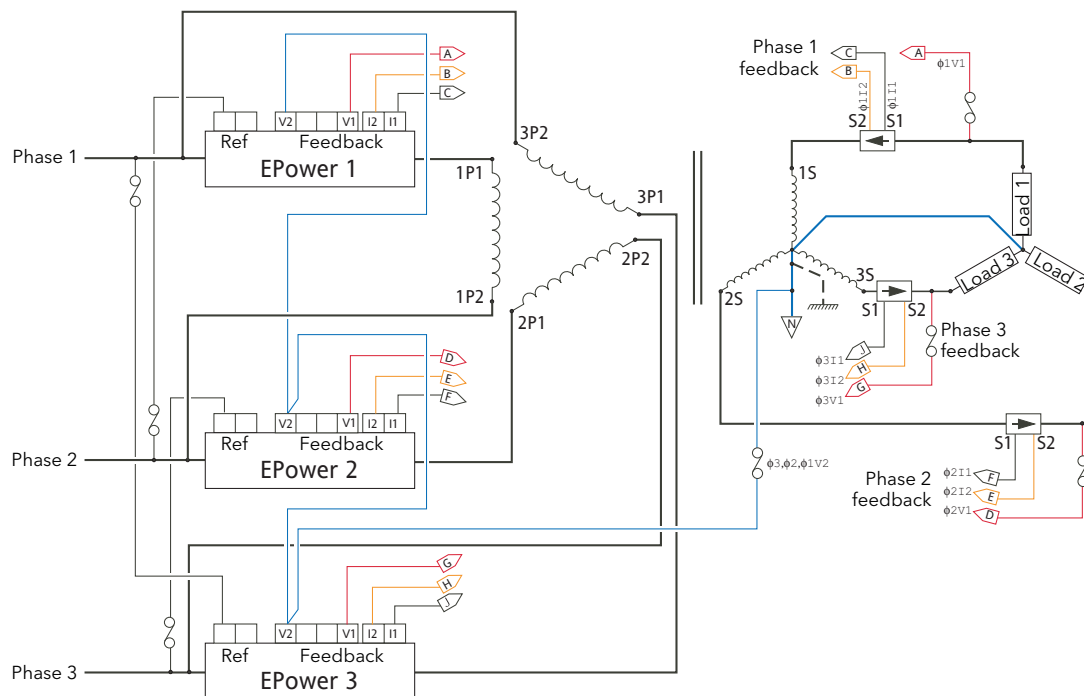 A
B
C
V2
V1
I2
I1
Ref
Feedback
EPower 1
Phase 1
1P1
1P2
3P2
3P1
2P2
2P1
D
E
F
V2
V1
I2
I1
Ref
Feedback
EPower 2
Phase 2
G
H
J
V2
V1
I2
I1
Ref
Feedback
EPower 3
Phase 3
Phase 1
feedback
C
B
A
ϕ1V1
ϕ1I2
ϕ1I1
S2
S1
1S
Load 1
Load 3
Load 2
2S
3S
N
S1
S2
Phase 3
feedback
J
H
G
ϕ3I1
ϕ3I2
ϕ3V1
ϕ3,ϕ2,ϕ1V2
S1
S2
Phase 2
feedback
ϕ2I1
F
ϕ2I2
E
ϕ2V1
D